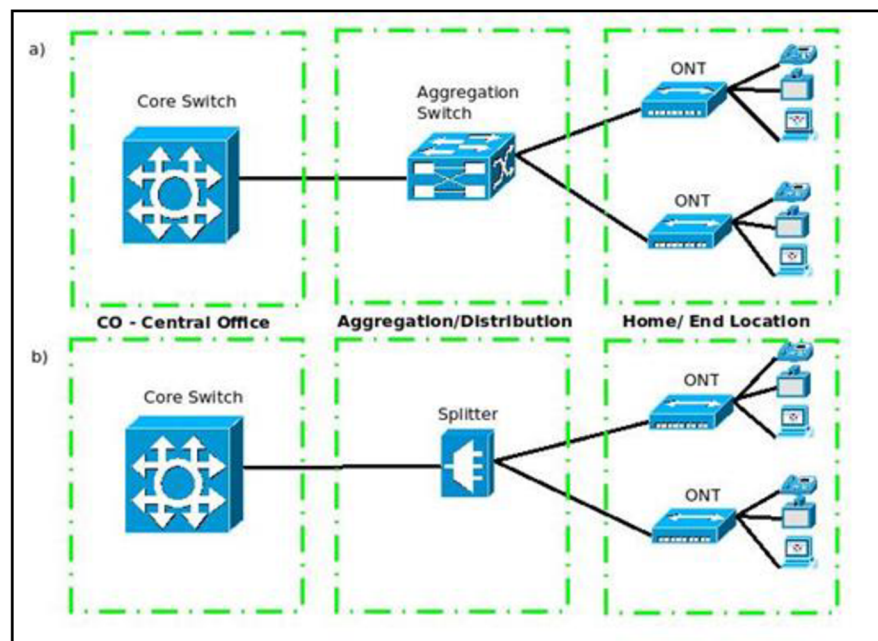 a)
Core Switch
Aggregation
Switch
ONT
ONT
CO - Central Office
Aggregation/Distribution
Home/ End Location
b)
Core Switch
Splitter
ONT
ONT